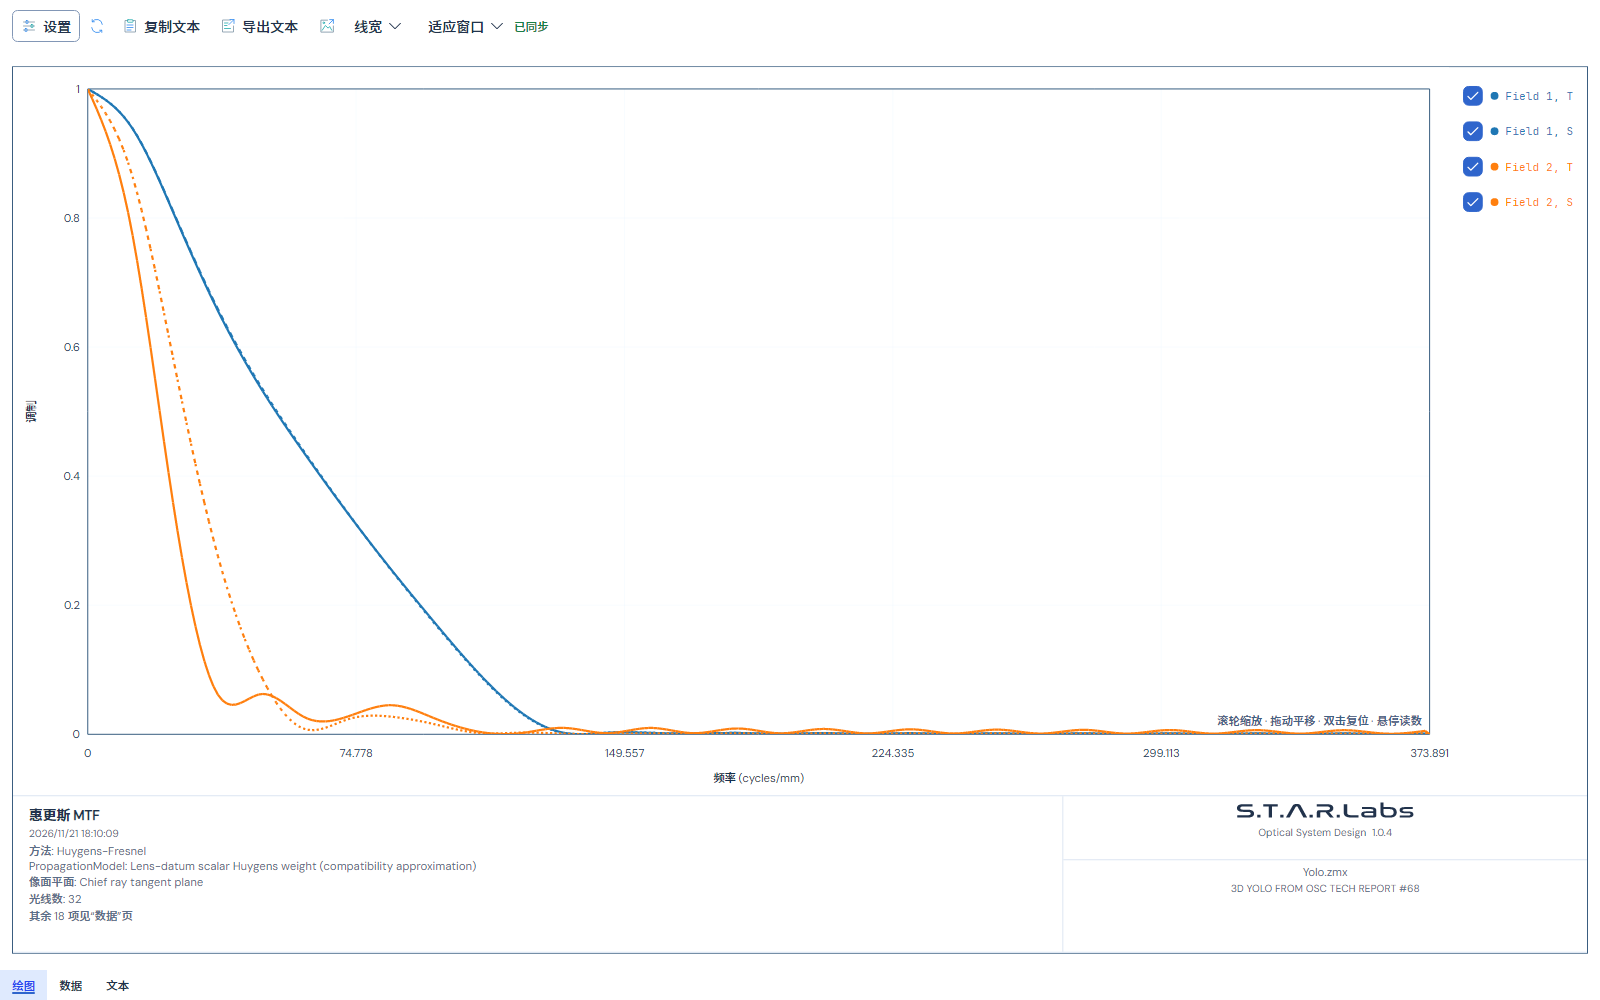 设置 复制文本 导出文本 线宽 适应窗口 已同步
1
0.8
0.6
0.4
0.2
0
调制
0 74.778 149.557 224.335 299.113 373.891
频率 (cycles/mm)
滚轮缩放 · 拖动平移 · 双击复位 · 悬停读数
Field 1, T
Field 1, S
Field 2, T
Field 2, S
惠更斯 MTF
2026/11/21 18:10:09
方法: Huygens-Fresnel
PropagationModel: Lens-datum scalar Huygens weight (compatibility approximation)
像面平面: Chief ray tangent plane
光线数: 32
其余 18 项见“数据”页
S.T.A.R.Labs
Optical System Design 1.0.4
Yolo.zmx
3D YOLO FROM OSC TECH REPORT #68
绘图 数据 文本